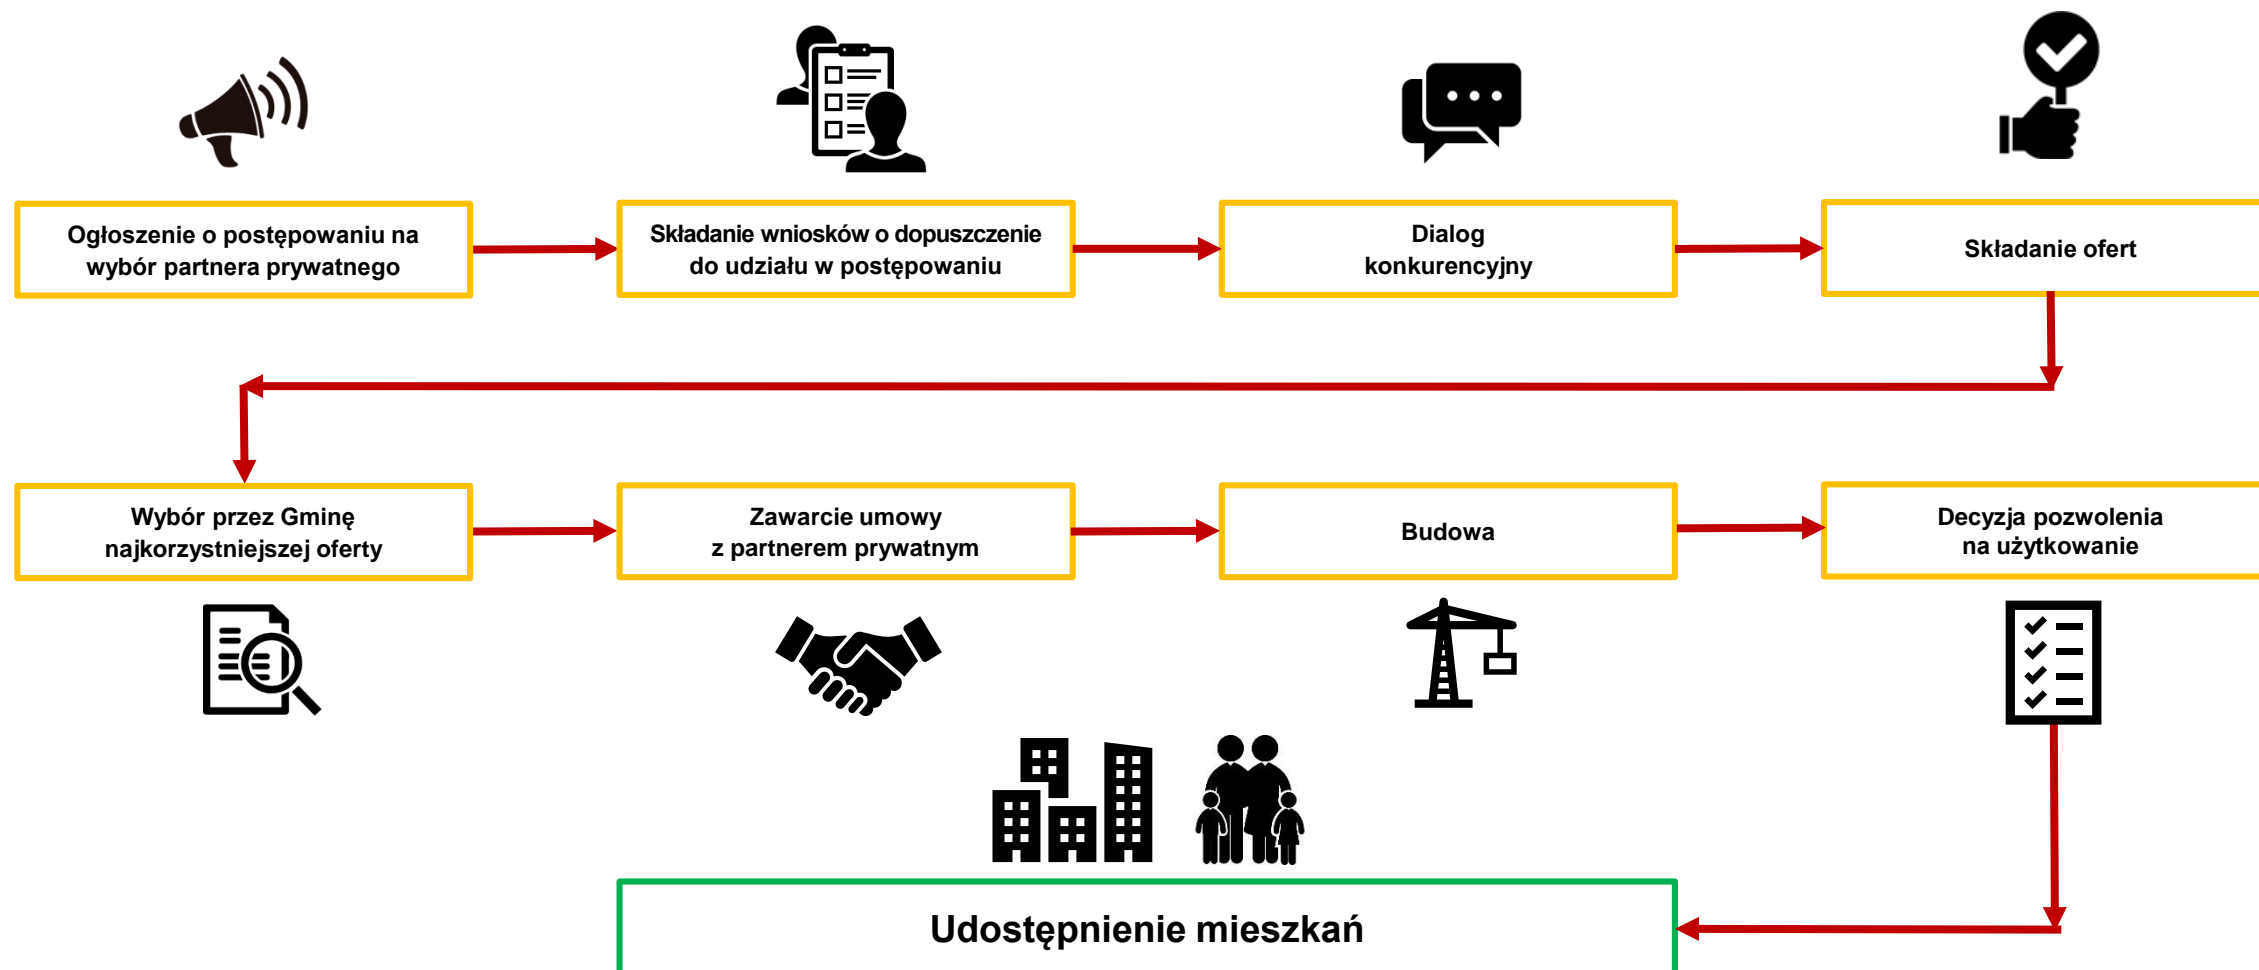 Ogłoszenie o postępowaniu na
wybór partnera prywatnego
Składanie wniosków o dopuszczenie
do udziału w postępowaniu
Dialog
konkurencyjny
Składanie ofert
Wybór przez Gminę
najkorzystniejszej oferty
Zawarcie umowy
z partnerem prywatnym
Budowa
Decyzja pozwolenia
na użytkowanie
Udostępnienie mieszkań